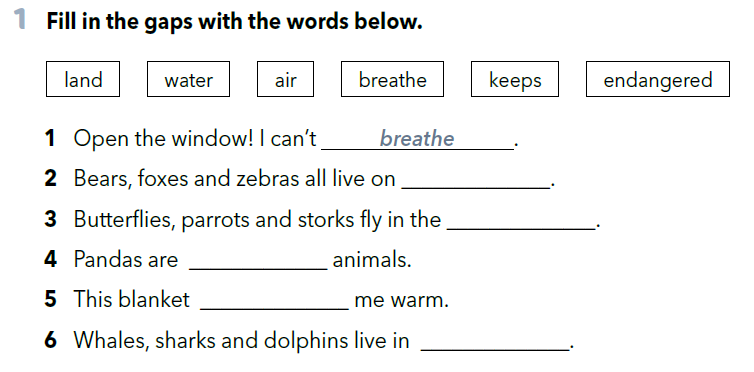 1 Fill in the gaps with the words below.
land water air breathe keeps endangered
1 Open the window! I can't breathe.
2 Bears, foxes and zebras all live on ____________.
3 Butterflies, parrots and storks fly in the ____________.
4 Pandas are ____________ animals.
5 This blanket ____________ me warm.
6 Whales, sharks and dolphins live in ____________.